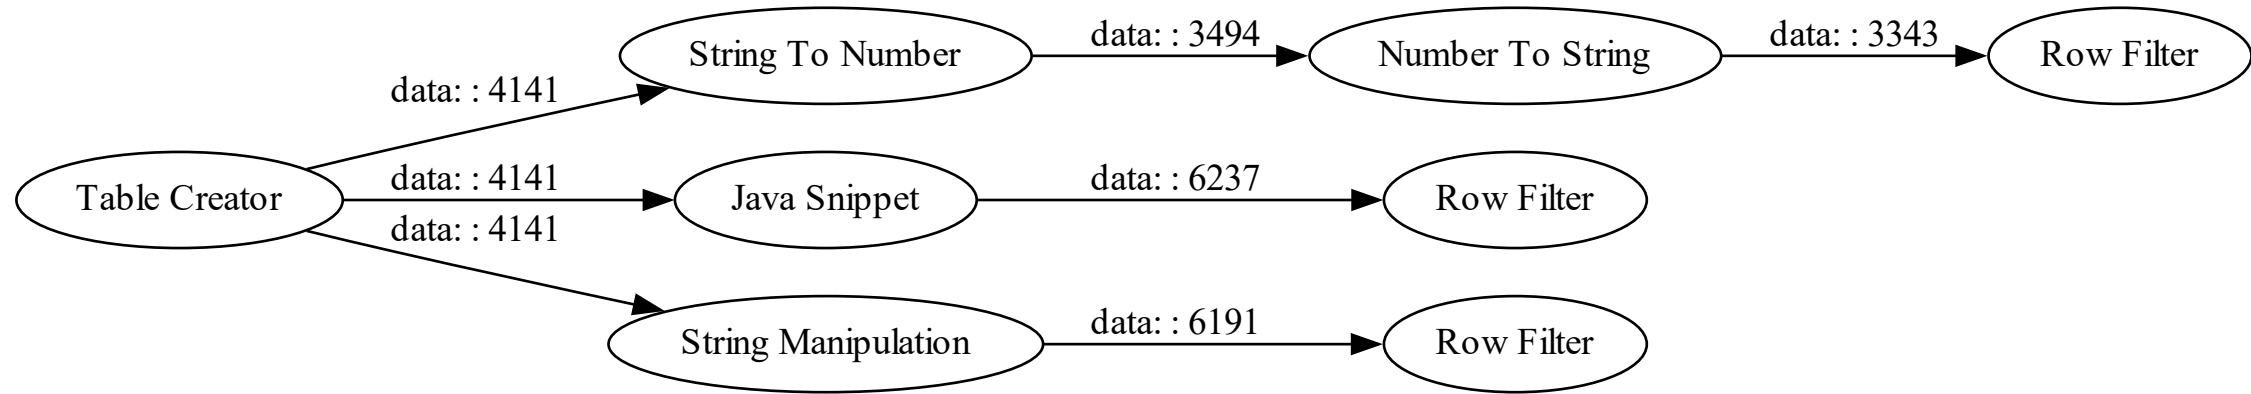 String To Number
data: : 3494
Number To String
data: : 3343
Row Filter
data: : 4141
Table Creator
data: : 4141
Java Snippet
data: : 6237
Row Filter
data: : 4141
String Manipulation
data: : 6191
Row Filter